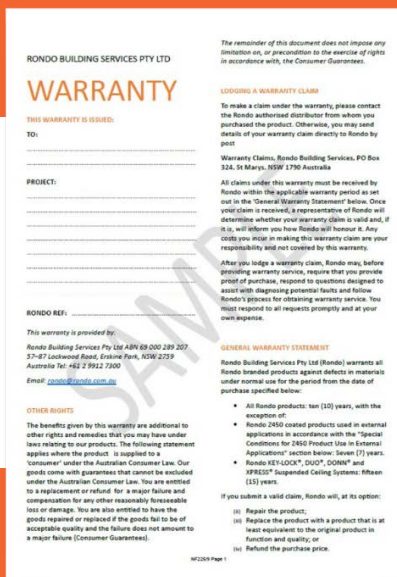 RONDO BUILDING SERVICES PTY LTD
WARRANTY
THIS WARRANTY IS ISSUED:
TO:
PROJECT:
RONDO REF:
This warranty is provided by:
Rondo Building Services Pty Ltd ABN 69 000 289 207
57–87 Lockwood Road, Erskine Park, NSW 2759
Australia Tel: +61 2 9912 7300
Email: rondo@rondo.com.au
OTHER RIGHTS
The benefits given by this warranty are additional to
other rights and remedies that you may have under
laws relating to our products. The following statement
applies where the product is supplied to a
'consumer' under the Australian Consumer Law. Our
goods come with guarantees that cannot be excluded
under the Australian Consumer Law. You are entitled
to a replacement or refund for a major failure and
compensation for any other reasonably foreseeable
loss or damage. You are also entitled to have the
goods repaired or replaced if the goods fail to be of
acceptable quality and the failure does not amount to
a major failure (Consumer Guarantees).
The remainder of this document does not impose any
limitation on, or precondition to the exercise of rights
in accordance with, the Consumer Guarantees.
LODGING A WARRANTY CLAIM
To make a claim under the warranty, please contact
the Rondo authorised distributor from whom you
purchased the product. Otherwise, you may send
details of your warranty claim directly to Rondo by
post
Warranty Claims, Rondo Building Services, PO Box
324, St Marys, NSW 1790 Australia
All claims under this warranty must be received by
Rondo within the applicable warranty period as set
out in the 'General Warranty Statement' below. Once
your claim is received, a representative of Rondo will
determine whether your warranty claim is valid and, if
it is, will inform you how Rondo will honour it. Any
costs you incur in making this warranty claim are your
responsibility and not covered by this warranty.
After you lodge a warranty claim, Rondo may, before
providing warranty service, require that you provide
proof of purchase, respond to questions designed to
assist with diagnosing potential faults and follow
Rondo's process for obtaining warranty service. You
must respond to all requests promptly and at your
own expense.
GENERAL WARRANTY STATEMENT
Rondo Building Services Pty Ltd (Rondo) warrants all
Rondo branded products against defects in materials
under normal use for the period from the date of
purchase specified below:
• All Rondo products: ten (10) years, with the
exception of:
• Rondo Z450 coated products used in external
applications in accordance with the "Special
Conditions for Z450 Product Use in External
Applications" section below: Seven (7) years.
• Rondo KEY-LOCK®, DUO®, DONN® and
XPRESS® Suspended Ceiling Systems: fifteen
(15) years.
If you submit a valid claim, Rondo will, at its option:
(ii) Repair the product;
(iii) Replace the product with a product that is at
least equivalent to the original product in
function and quality; or
(iv) Refund the purchase price.
Page 1
SAMPLE